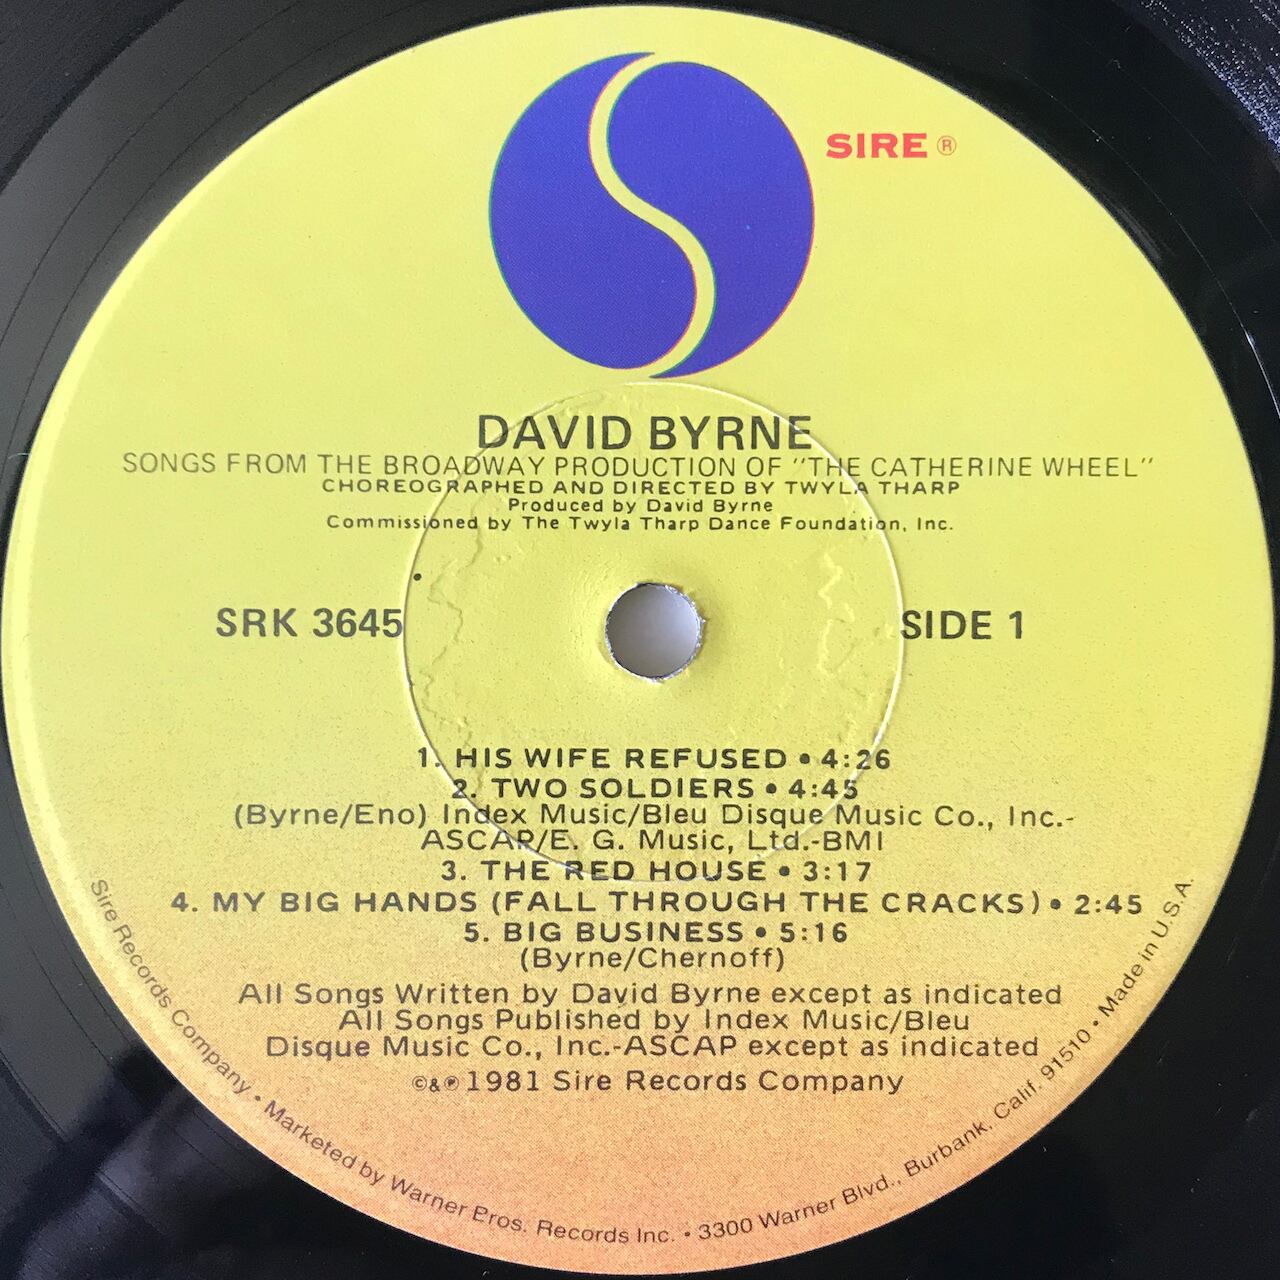 SIRE ®
DAVID BYRNE
SONGS FROM THE BROADWAY PRODUCTION OF "THE CATHERINE WHEEL"
CHOREOGRAPHED AND DIRECTED BY TWYLA THARP
Produced by David Byrne
Commissioned by The Twyla Tharp Dance Foundation, Inc.
SRK 3645
SIDE 1
1. HIS WIFE REFUSED • 4:26
2. TWO SOLDIERS • 4:45
(Byrne/Eno) Index Music/Bleu Disque Music Co., Inc.-
ASCAP/E. G. Music, Ltd.-BMI
3. THE RED HOUSE • 3:17
4. MY BIG HANDS (FALL THROUGH THE CRACKS) • 2:45
5. BIG BUSINESS • 5:16
(Byrne/Chernoff)
All Songs Written by David Byrne except as indicated
All Songs Published by Index Music/Bleu
Disque Music Co., Inc.-ASCAP except as indicated
©&℗ 1981 Sire Records Company
Sire Records Company • Marketed by Warner Bros. Records Inc. • 3300 Warner Blvd., Burbank, Calif. 91510 • Made in U.S.A.